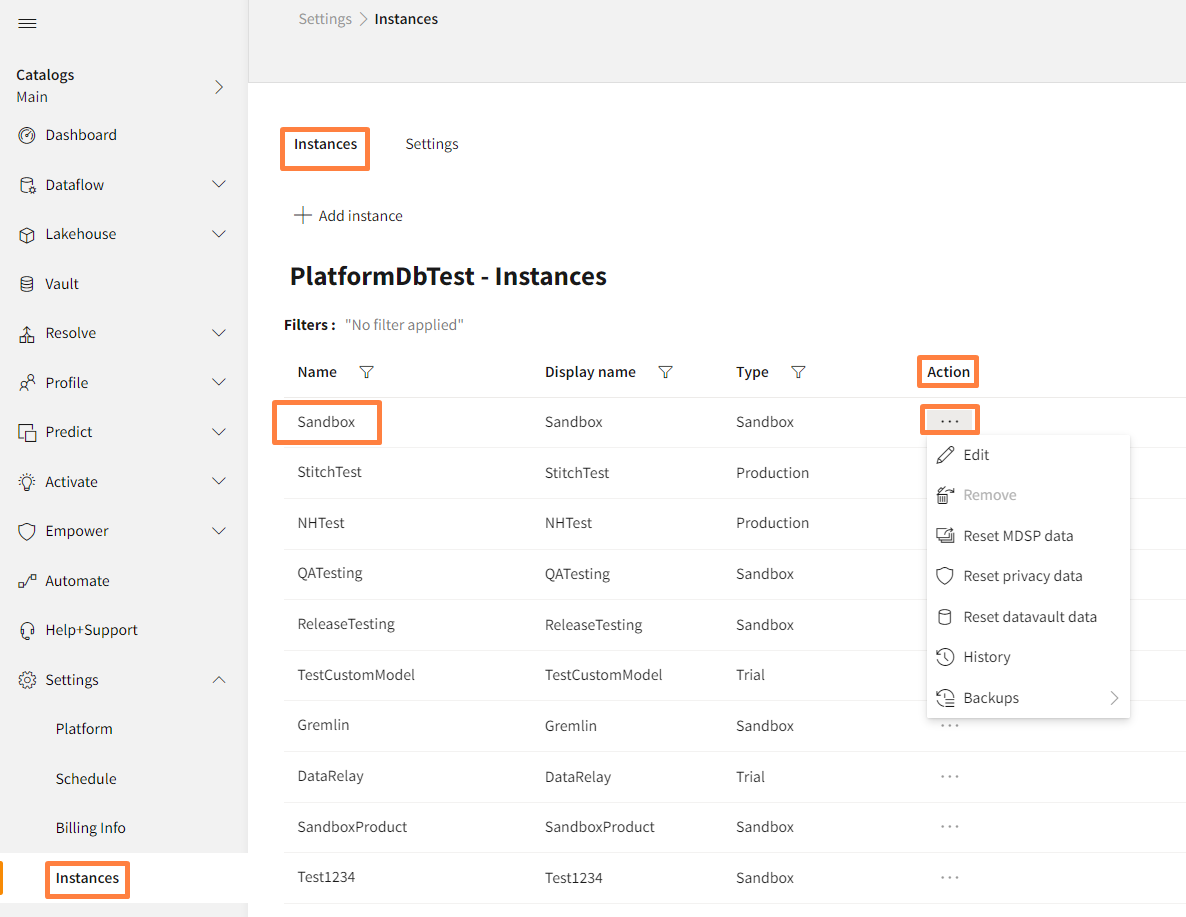 Settings > Instances
Catalogs
Main
Dashboard
Dataflow
Lakehouse
Vault
Resolve
Profile
Predict
Activate
Empower
Automate
Help+Support
Settings
Platform
Schedule
Billing Info
Instances
Instances Settings
Add instance
PlatformDbTest - Instances
Filters : "No filter applied"
Name Display name Type Action
Sandbox Sandbox Sandbox ...
StitchTest StitchTest Production
NHTest NHTest Production
QATesting QATesting Sandbox
ReleaseTesting ReleaseTesting Sandbox
TestCustomModel TestCustomModel Trial
Gremlin Gremlin Sandbox ...
DataRelay DataRelay Trial ...
SandboxProduct SandboxProduct Sandbox ...
Test1234 Test1234 Sandbox ...
Edit
Remove
Reset MDSP data
Reset privacy data
Reset datavault data
History
Backups